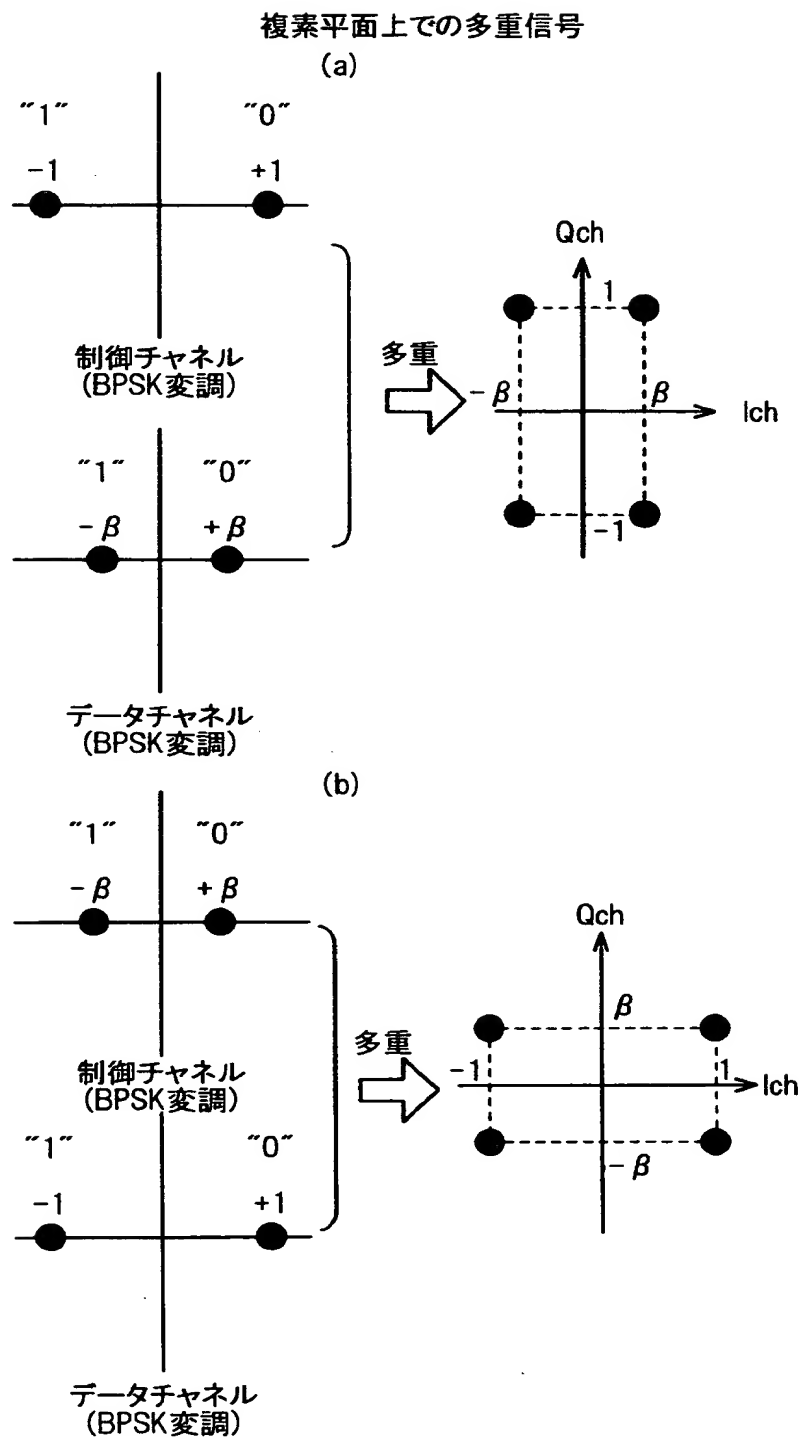 複素平面上での多重信号
(a)
"1" "0"
-1 +1
制御チャネル
(BPSK変調)
"1" "0"
-β +β
データチャネル
(BPSK変調)
多重
Qch
1
-β β Ich
-1
(b)
"1" "0"
-β +β
制御チャネル
(BPSK変調)
"1" "0"
-1 +1
データチャネル
(BPSK変調)
多重
Qch
β
-1 1 Ich
-β